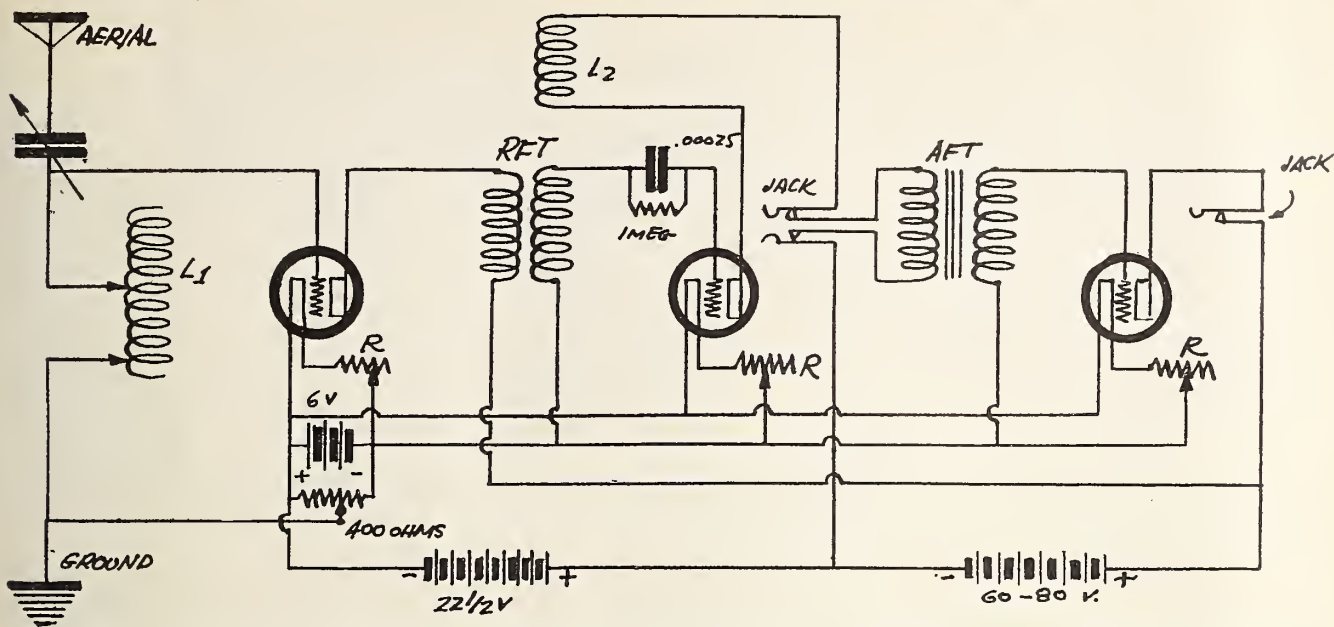 AERIAL
L2
.00025
RFT
AFT
JACK
JACK
1MEG
L1
R
R
R
6V
+ -
400 OHMS
GROUND
- +
22 1/2 V
- +
60-80 V.